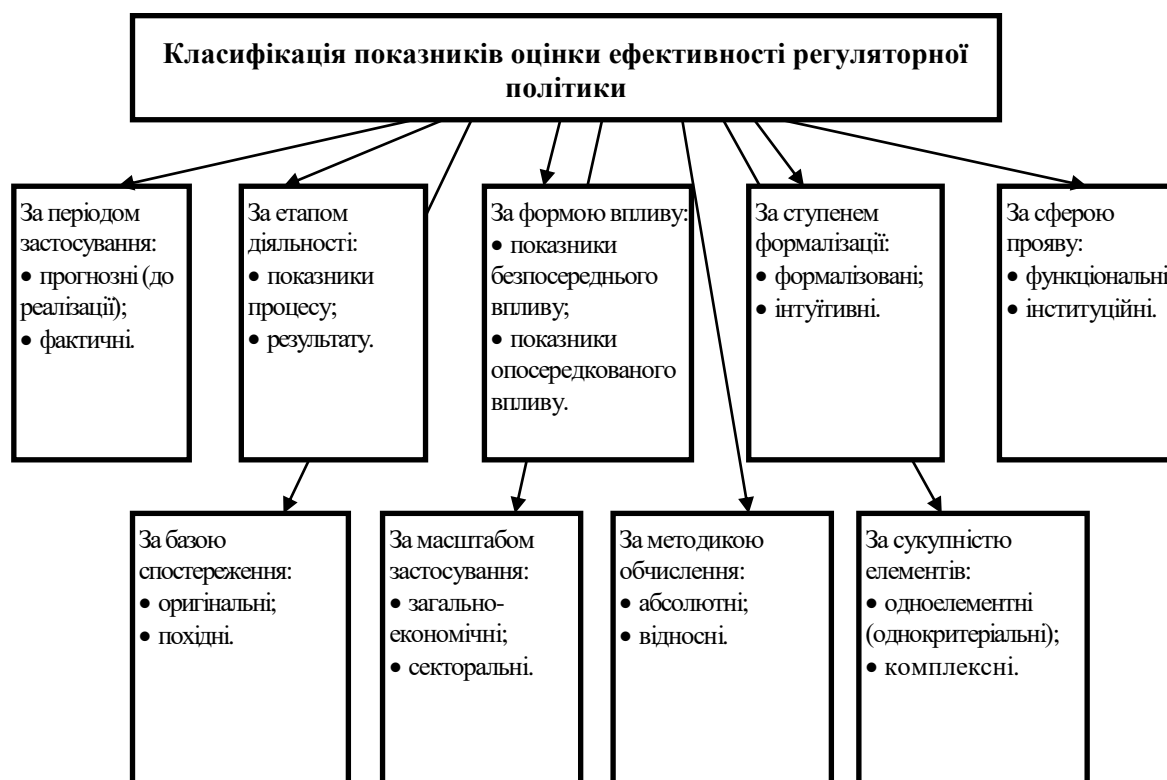 Класифікація показників оцінки ефективності регуляторної
політики
За періодом
застосування:
• прогнозні (до
реалізації);
• фактичні.
За етапом
діяльності:
• показники
процесу;
• результату.
За формою впливу:
• показники
безпосереднього
впливу;
• показники
опосередкованого
впливу.
За ступенем
формалізації:
• формалізовані;
• інтуїтивні.
За сферою
прояву:
• функціональні
• інституційні.
За базою
спостереження:
• оригінальні;
• похідні.
За масштабом
застосування:
• загально-
економічні;
• секторальні.
За методикою
обчислення:
• абсолютні;
• відносні.
За сукупністю
елементів:
• одноелементні
(однокритеріальні);
• комплексні.